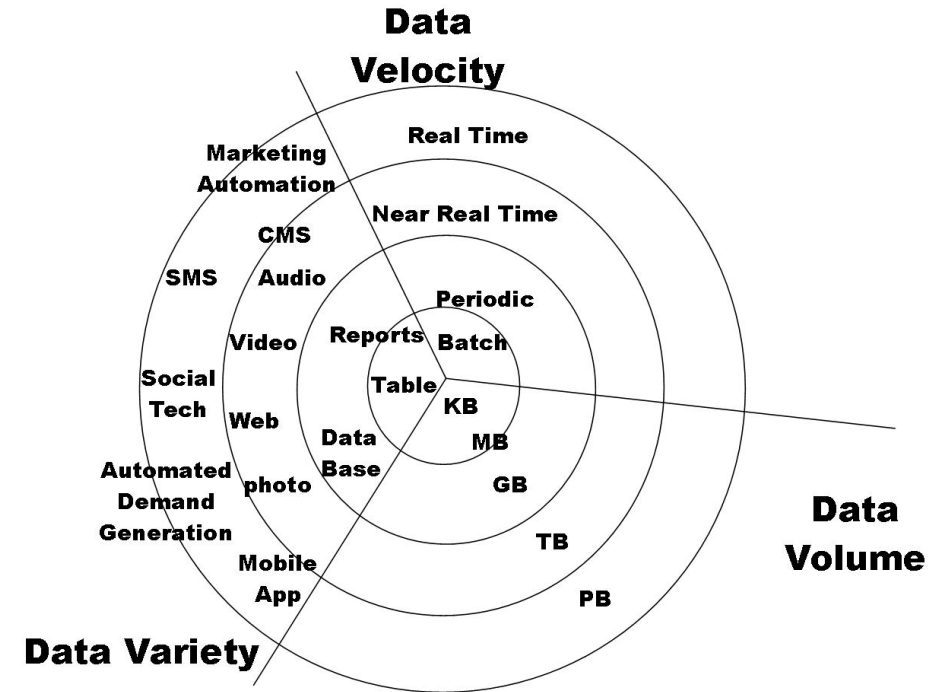 Data
Velocity
Real Time
Near Real Time
Periodic
Batch
Marketing
Automation
CMS
SMS
Audio
Reports
Video
Social
Tech
Table
Web
Data
Base
Automated
Demand
Generation
photo
Mobile
App
Data Variety
KB
MB
GB
TB
PB
Data
Volume